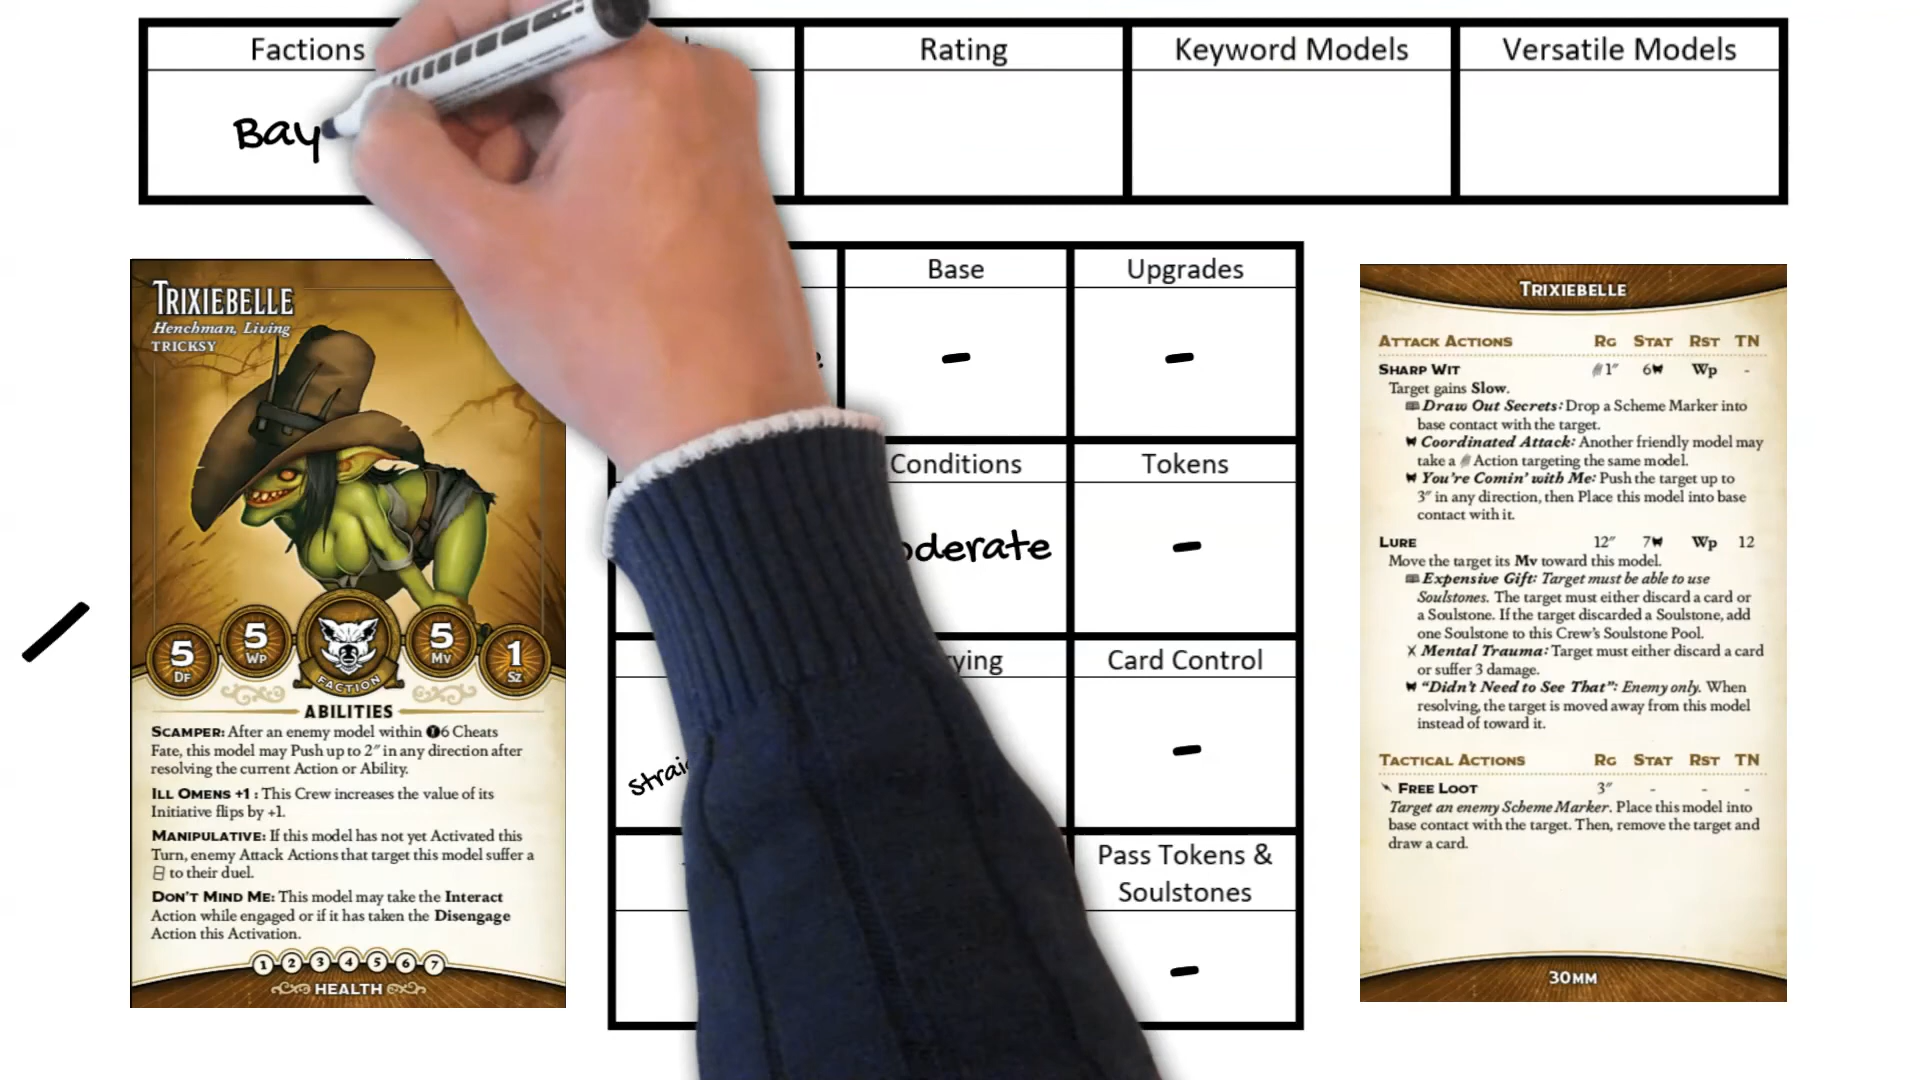 Factions
Rating
Keyword Models
Versatile Models
Bay
TRIXIEBELLE
Henchman, Living
TRICKSY
5
DF
5
WP
FACTION
5
MV
1
SZ
ABILITIES
SCAMPER: After an enemy model within 6 Cheats
Fate, this model may Push up to 2″ in any direction after
resolving the current Action or Ability.
ILL OMENS +1 : This Crew increases the value of its
Initiative flips by +1.
MANIPULATIVE: If this model has not yet Activated this
Turn, enemy Attack Actions that target this model suffer a
to their duel.
DON'T MIND ME: This model may take the Interact
Action while engaged or if it has taken the Disengage
Action this Activation.
1 2 3 4 5 6 7
HEALTH
Base
Upgrades
-
-
Conditions
Tokens
oderate
-
ying
Card Control
Strai
-
Pass Tokens &
Soulstones
-
TRIXIEBELLE
ATTACK ACTIONS RG STAT RST TN
SHARP WIT 1″ 6 Wp -
Target gains Slow.
Draw Out Secrets: Drop a Scheme Marker into
base contact with the target.
Coordinated Attack: Another friendly model may
take a Action targeting the same model.
You're Comin' with Me: Push the target up to
3″ in any direction, then Place this model into base
contact with it.
LURE 12″ 7 Wp 12
Move the target its Mv toward this model.
Expensive Gift: Target must be able to use
Soulstones. The target must either discard a card or
a Soulstone. If the target discarded a Soulstone, add
one Soulstone to this Crew's Soulstone Pool.
Mental Trauma: Target must either discard a card
or suffer 3 damage.
"Didn't Need to See That": Enemy only. When
resolving, the target is moved away from this model
instead of toward it.
TACTICAL ACTIONS RG STAT RST TN
FREE LOOT 3″ - - -
Target an enemy Scheme Marker. Place this model into
base contact with the target. Then, remove the target and
draw a card.
30MM